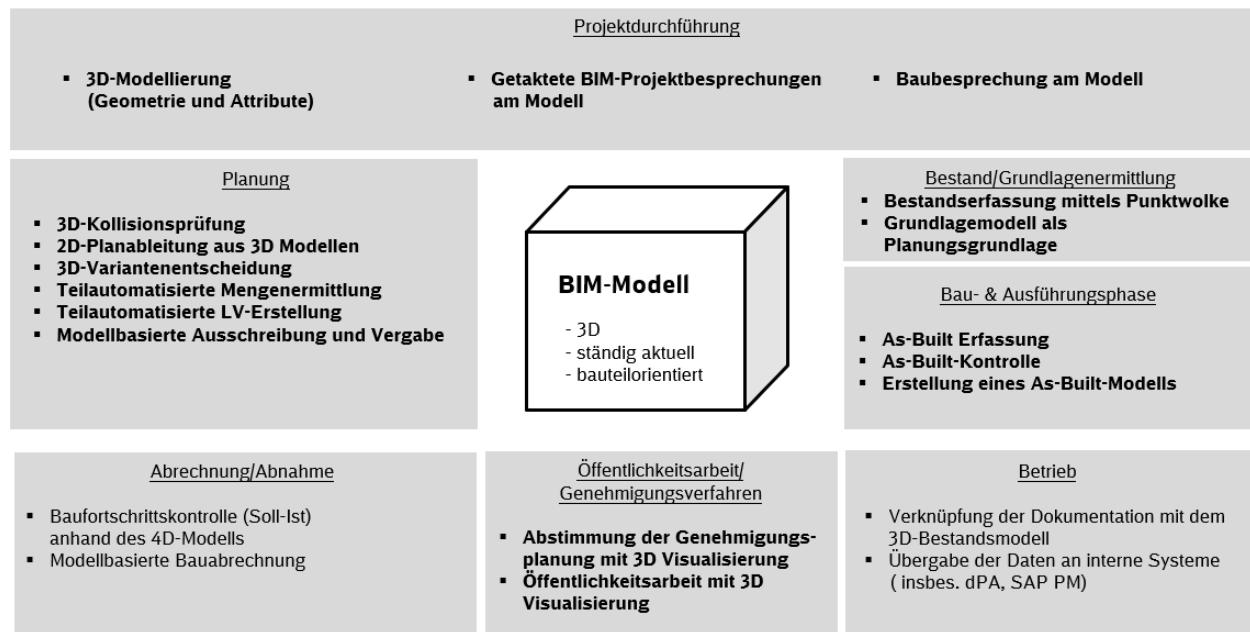 Projektdurchführung
▪ 3D-Modellierung
(Geometrie und Attribute)
▪ Getaktete BIM-Projektbesprechungen
am Modell
▪ Baubesprechung am Modell
Planung
▪ 3D-Kollisionsprüfung
▪ 2D-Planableitung aus 3D Modellen
▪ 3D-Variantenentscheidung
▪ Teilautomatisierte Mengenermittlung
▪ Teilautomatisierte LV-Erstellung
▪ Modellbasierte Ausschreibung und Vergabe
BIM-Modell
- 3D
- ständig aktuell
- bauteilorientiert
Bestand/Grundlagenermittlung
▪ Bestandserfassung mittels Punktwolke
▪ Grundlagemodell als
Planungsgrundlage
Bau- & Ausführungsphase
▪ As-Built Erfassung
▪ As-Built-Kontrolle
▪ Erstellung eines As-Built-Modells
Abrechnung/Abnahme
▪ Baufortschrittskontrolle (Soll-Ist)
anhand des 4D-Modells
▪ Modellbasierte Bauabrechnung
Öffentlichkeitsarbeit/
Genehmigungsverfahren
▪ Abstimmung der Genehmigungs-
planung mit 3D Visualisierung
▪ Öffentlichkeitsarbeit mit 3D
Visualisierung
Betrieb
▪ Verknüpfung der Dokumentation mit dem
3D-Bestandsmodell
▪ Übergabe der Daten an interne Systeme
( insbes. dPA, SAP PM)